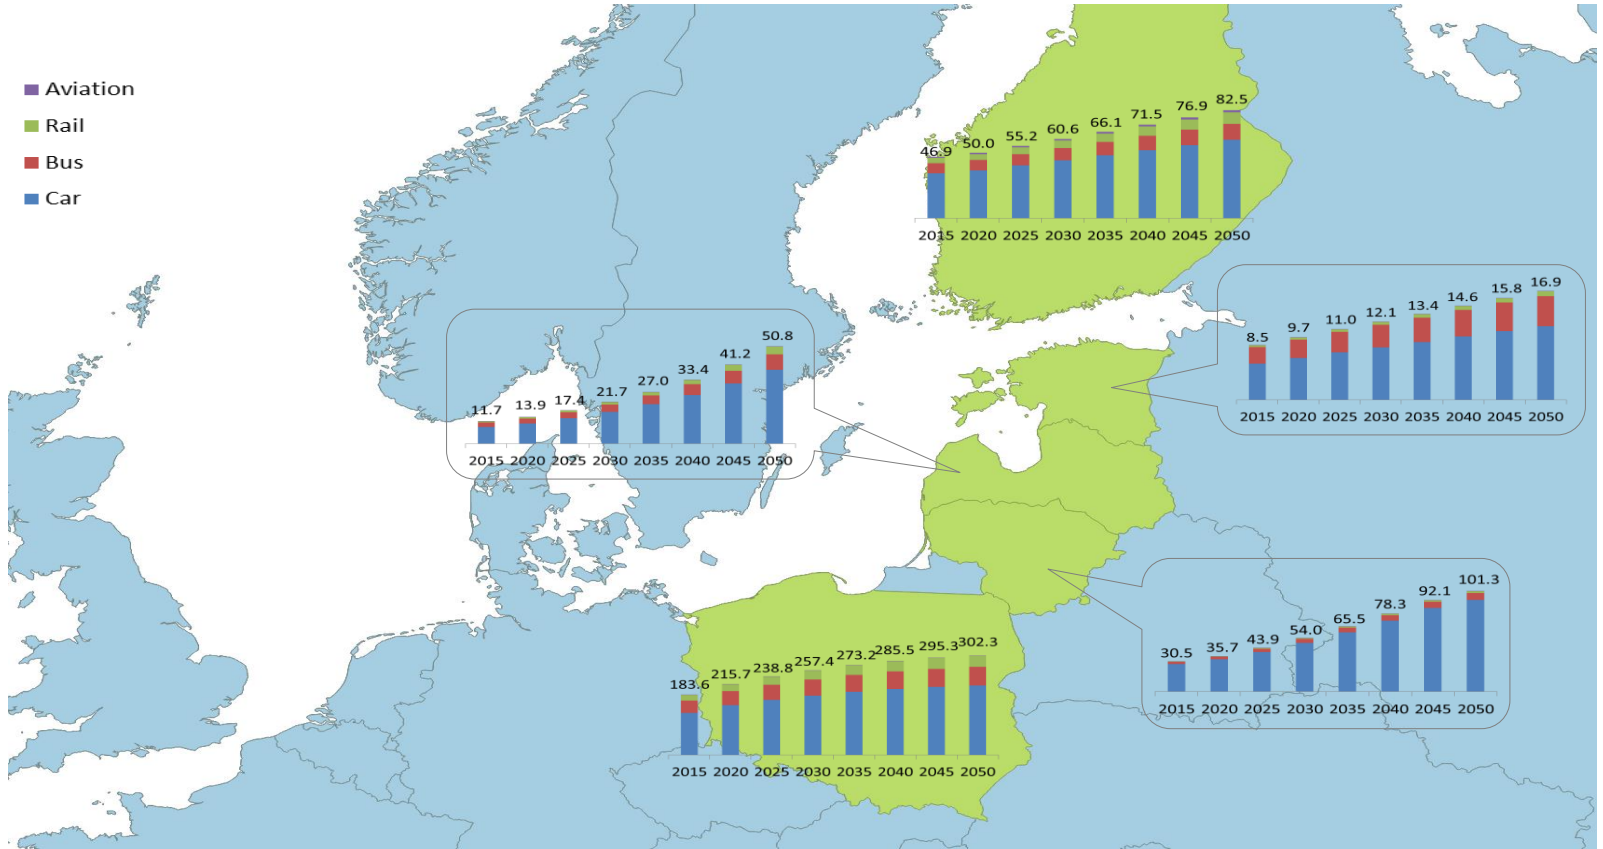 Aviation
Rail
Bus
Car
46.9 50.0 55.2 60.6 66.1 71.5 76.9 82.5
2015 2020 2025 2030 2035 2040 2045 2050
8.5 9.7 11.0 12.1 13.4 14.6 15.8 16.9
2015 2020 2025 2030 2035 2040 2045 2050
11.7 13.9 17.4 21.7 27.0 33.4 41.2 50.8
2015 2020 2025 2030 2035 2040 2045 2050
30.5 35.7 43.9 54.0 65.5 78.3 92.1 101.3
2015 2020 2025 2030 2035 2040 2045 2050
183.6 215.7 238.8 257.4 273.2 285.5 295.3 302.3
2015 2020 2025 2030 2035 2040 2045 2050